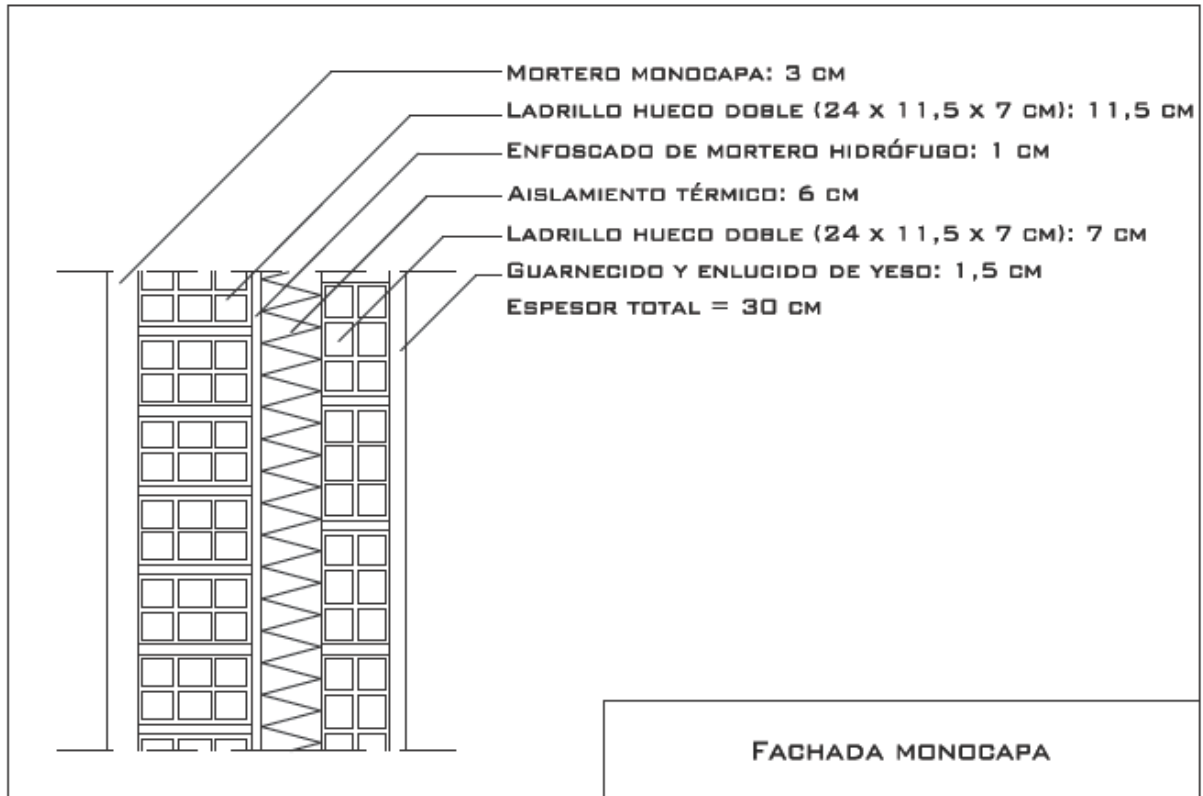 MORTERO MONOCAPA: 3 CM
LADRILLO HUECO DOBLE (24 X 11,5 X 7 CM): 11,5 CM
ENFOSCADO DE MORTERO HIDRÓFUGO: 1 CM
AISLAMIENTO TÉRMICO: 6 CM
LADRILLO HUECO DOBLE (24 X 11,5 X 7 CM): 7 CM
GUARNECIDO Y ENLUCIDO DE YESO: 1,5 CM
ESPESOR TOTAL = 30 CM
FACHADA MONOCAPA